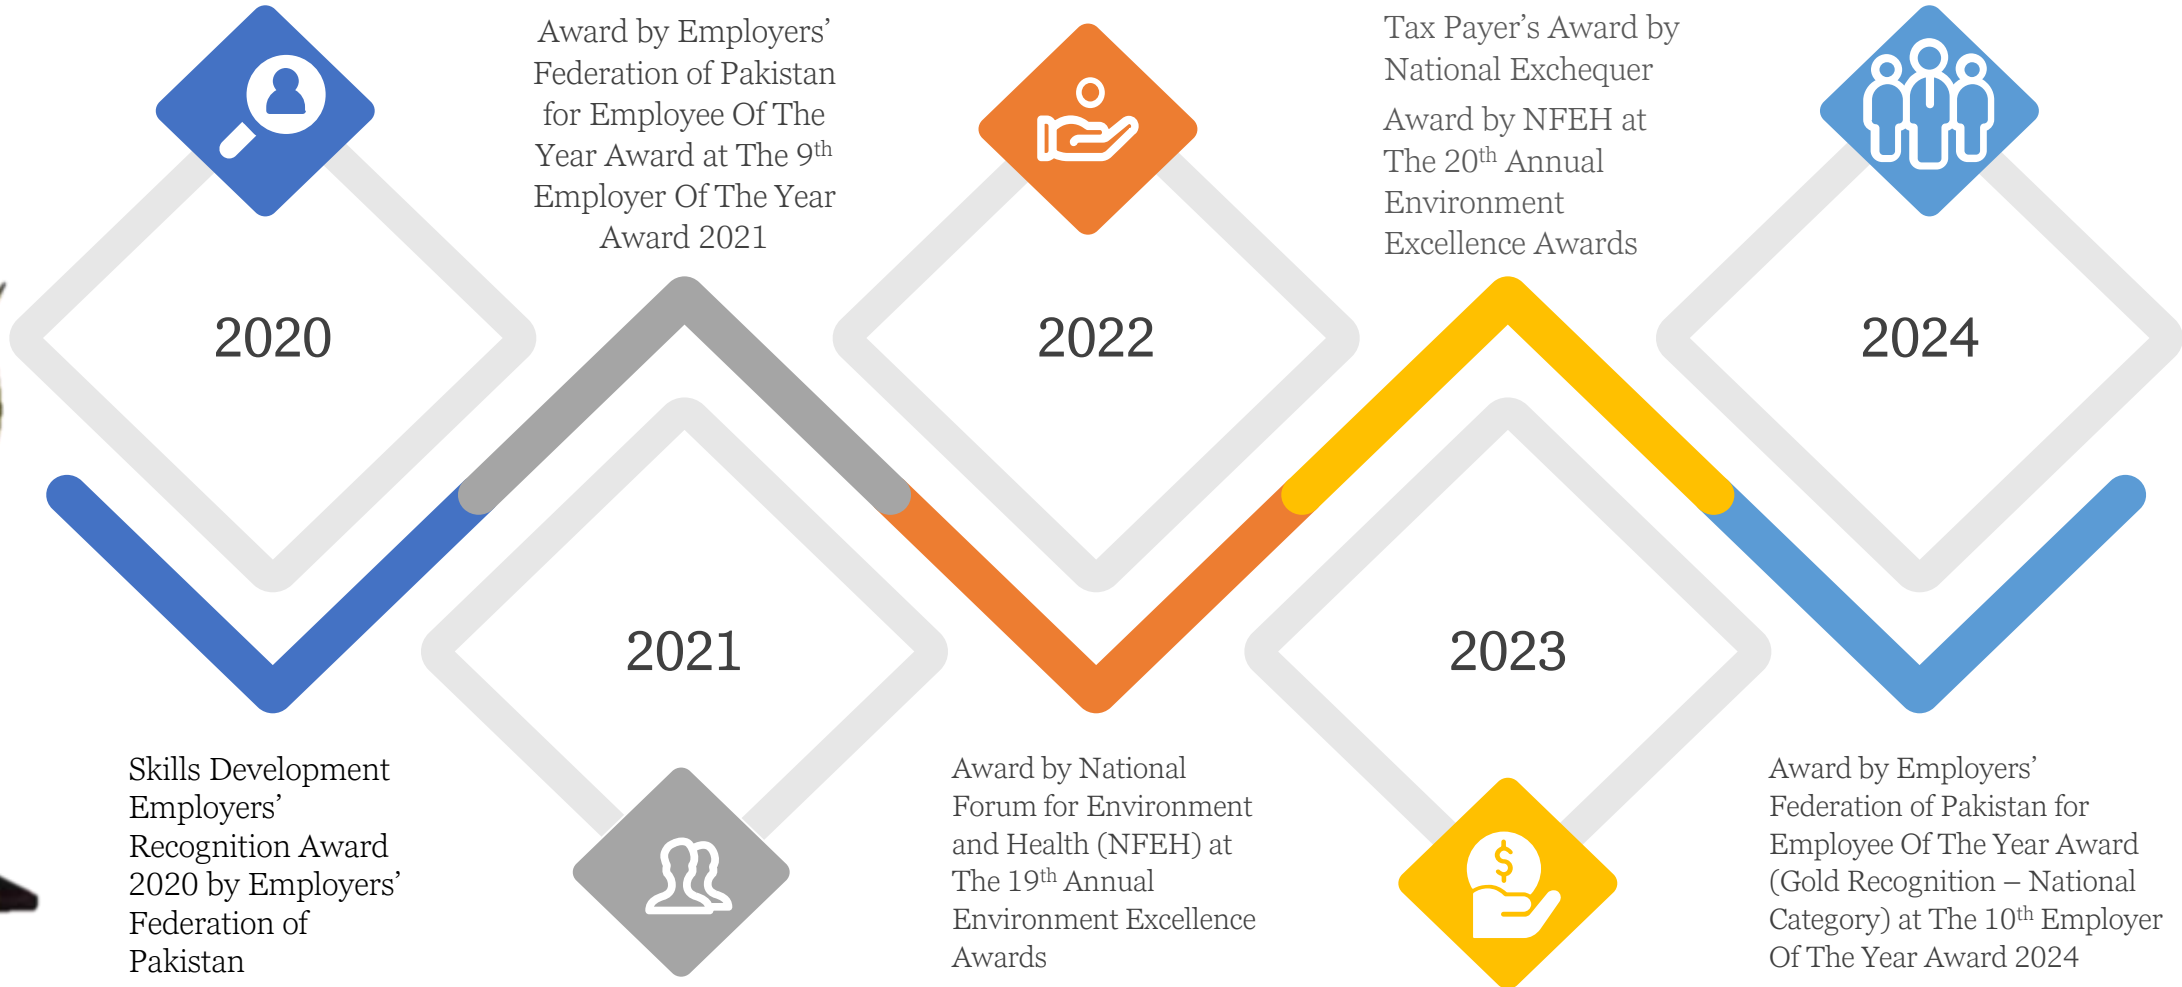 2020
Skills Development
Employers’
Recognition Award
2020 by Employers’
Federation of
Pakistan
Award by Employers’
Federation of Pakistan
for Employee Of The
Year Award at The 9th
Employer Of The Year
Award 2021
2021
2022
Award by National
Forum for Environment
and Health (NFEH) at
The 19th Annual
Environment Excellence
Awards
Tax Payer’s Award by
National Exchequer
Award by NFEH at
The 20th Annual
Environment
Excellence Awards
2023
$
2024
Award by Employers’
Federation of Pakistan for
Employee Of The Year Award
(Gold Recognition – National
Category) at The 10th Employer
Of The Year Award 2024